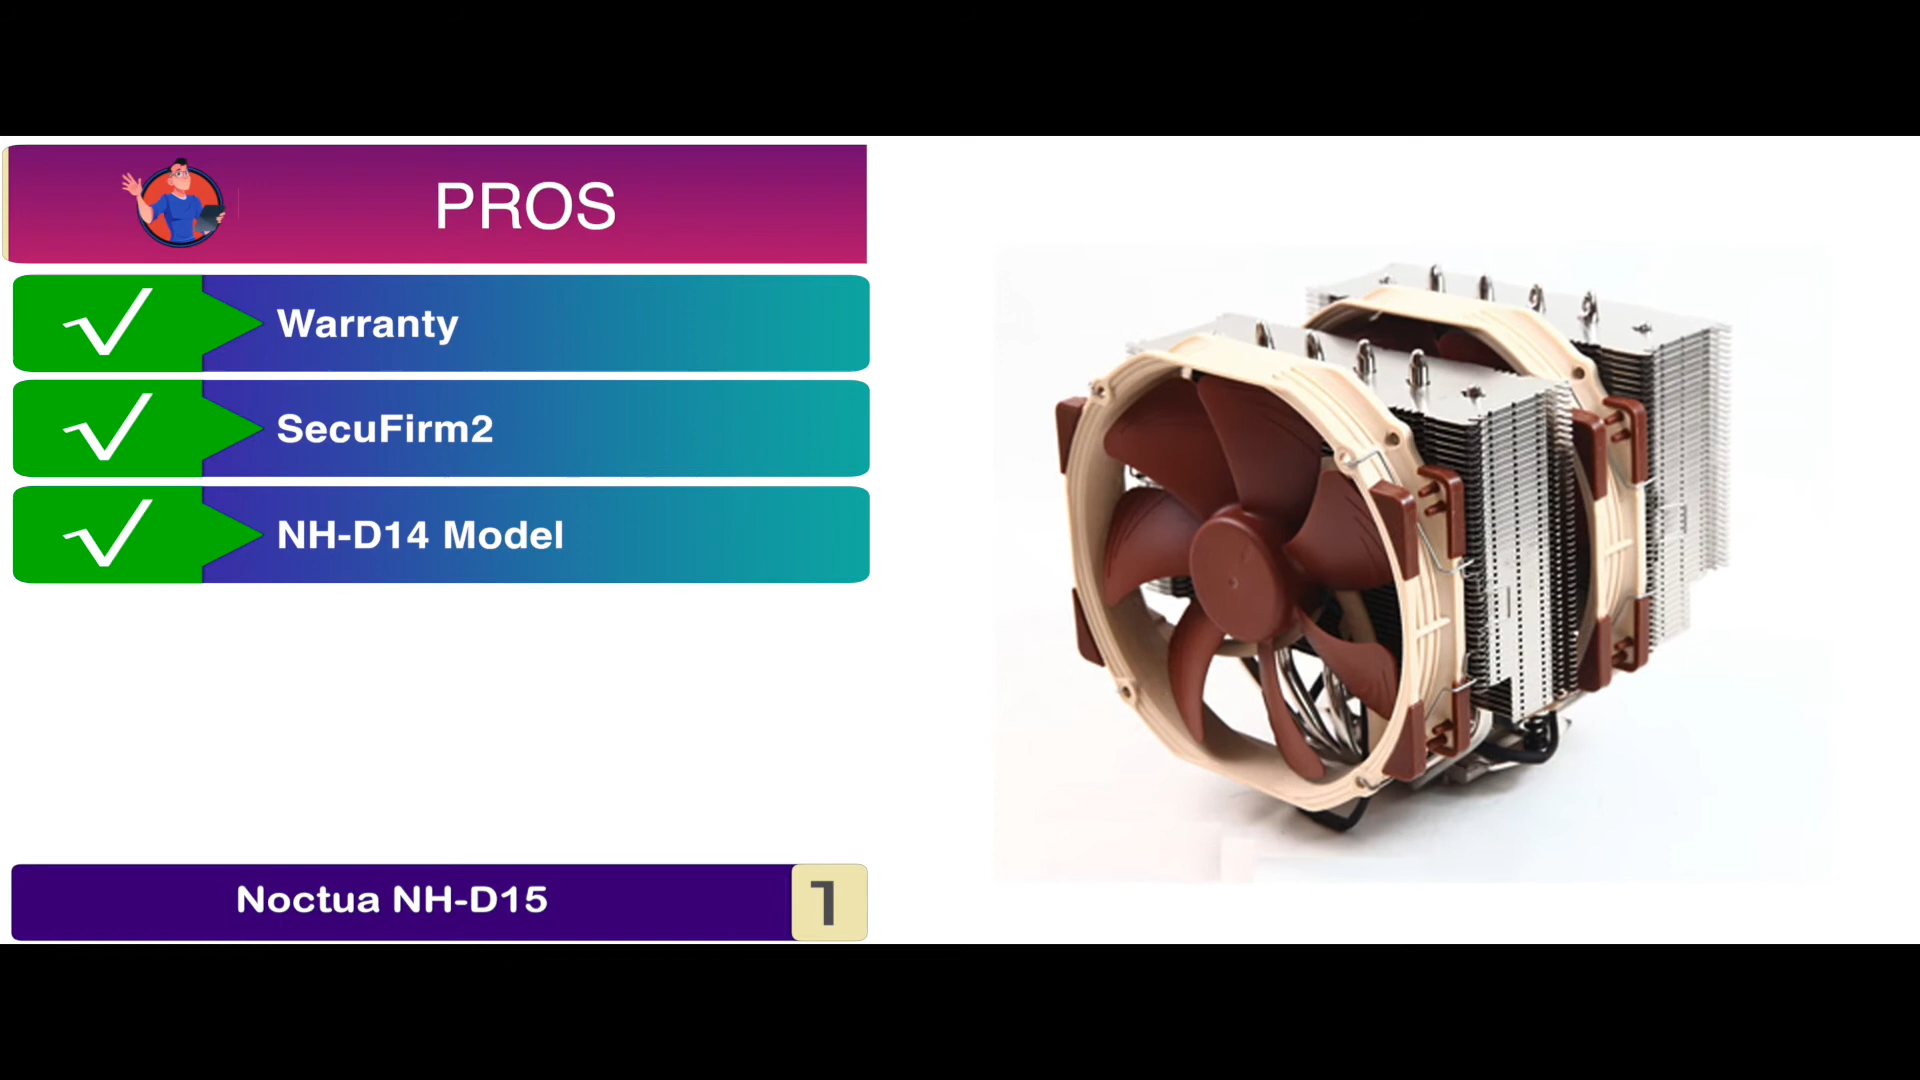 PROS
Warranty
SecuFirm2
NH-D14 Model
Noctua NH-D15
1